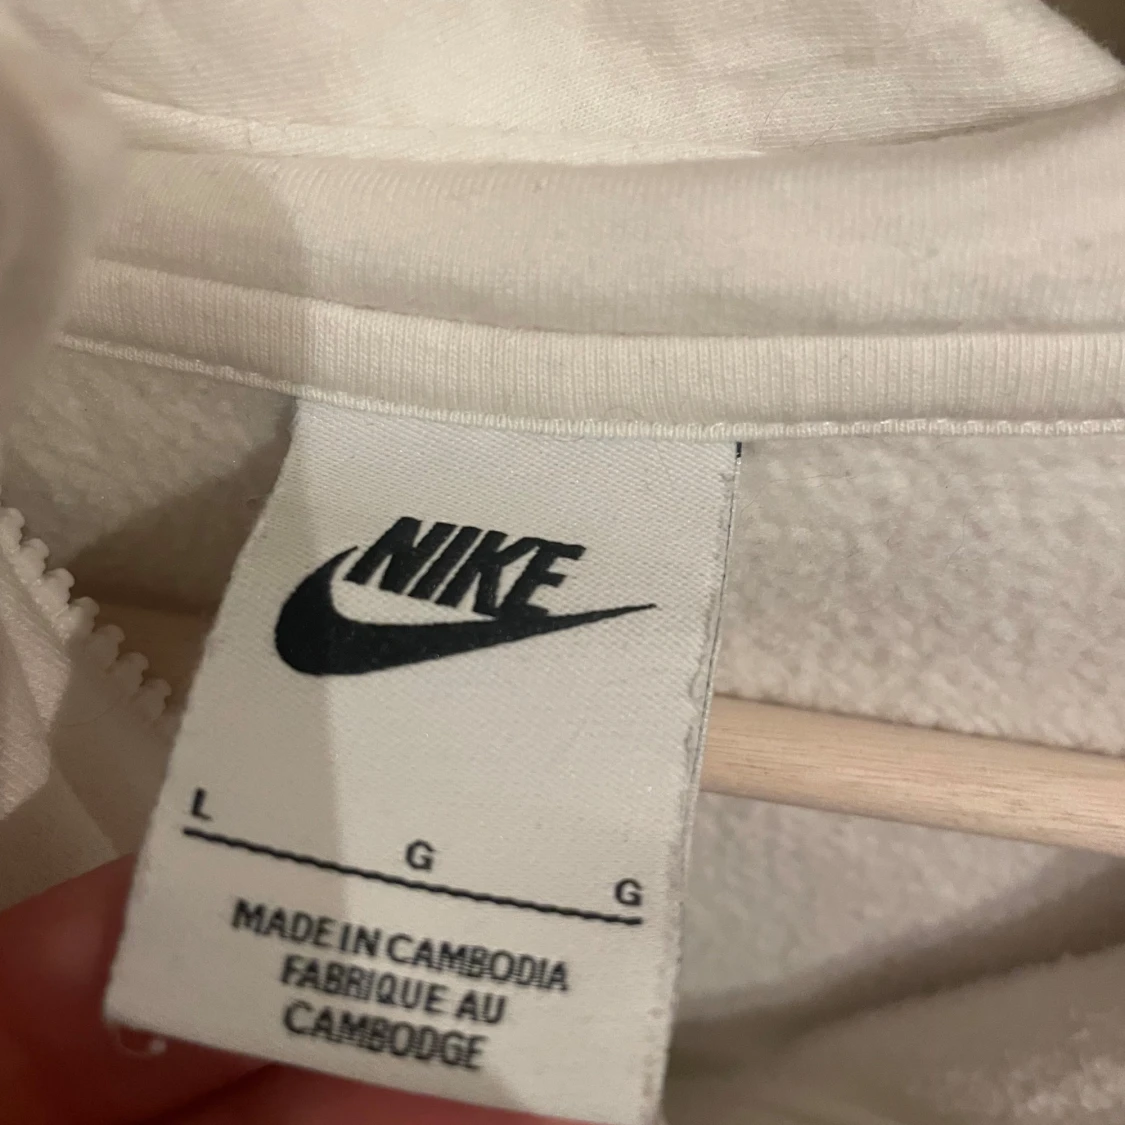 NIKE
L G G
MADE IN CAMBODIA
FABRIQUE AU
CAMBODGE